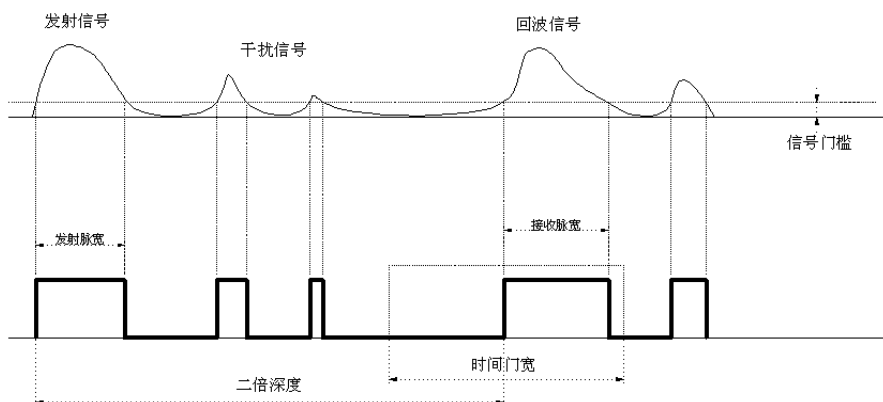 发射信号
干扰信号
回波信号
信号门槛
发射脉宽
接收脉宽
时间门宽
二倍深度